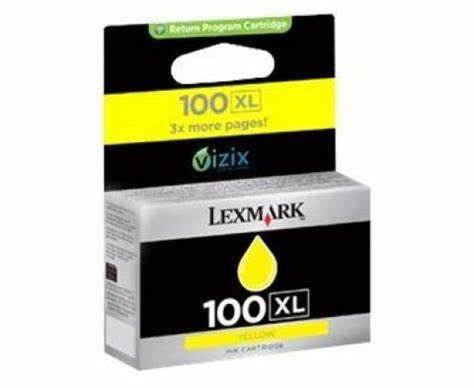 Return Program Cartridge
100 XL
3x more pages!
Vizix
LEXMARK
100 XL
YELLOW
INK CARTRIDGE